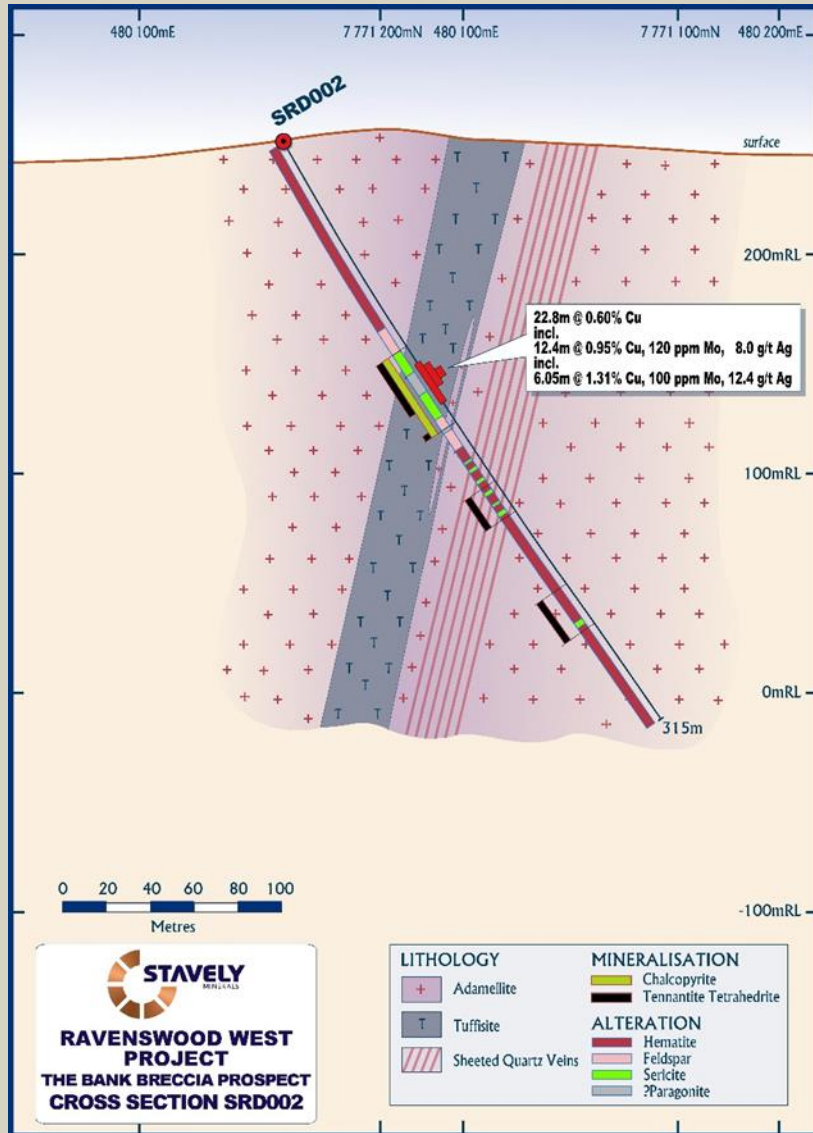 480 100mE
7 771 200mN
480 100mE
7 771 100mN
480 200mE
SRD002
surface
200mRL
22.8m @ 0.60% Cu
incl.
12.4m @ 0.95% Cu, 120 ppm Mo, 8.0 g/t Ag
incl.
6.05m @ 1.31% Cu, 100 ppm Mo, 12.4 g/t Ag
100mRL
0mRL
315m
-100mRL
0 20 40 60 80 100
Metres
STAVELY
MINERALS
RAVENSWOOD WEST
PROJECT
THE BANK BRECCIA PROSPECT
CROSS SECTION SRD002
LITHOLOGY
+ Adamellite
T Tuffisite
Sheeted Quartz Veins
MINERALISATION
Chalcopyrite
Tennantite Tetrahedrite
ALTERATION
Hematite
Feldspar
Sericite
?Paragonite